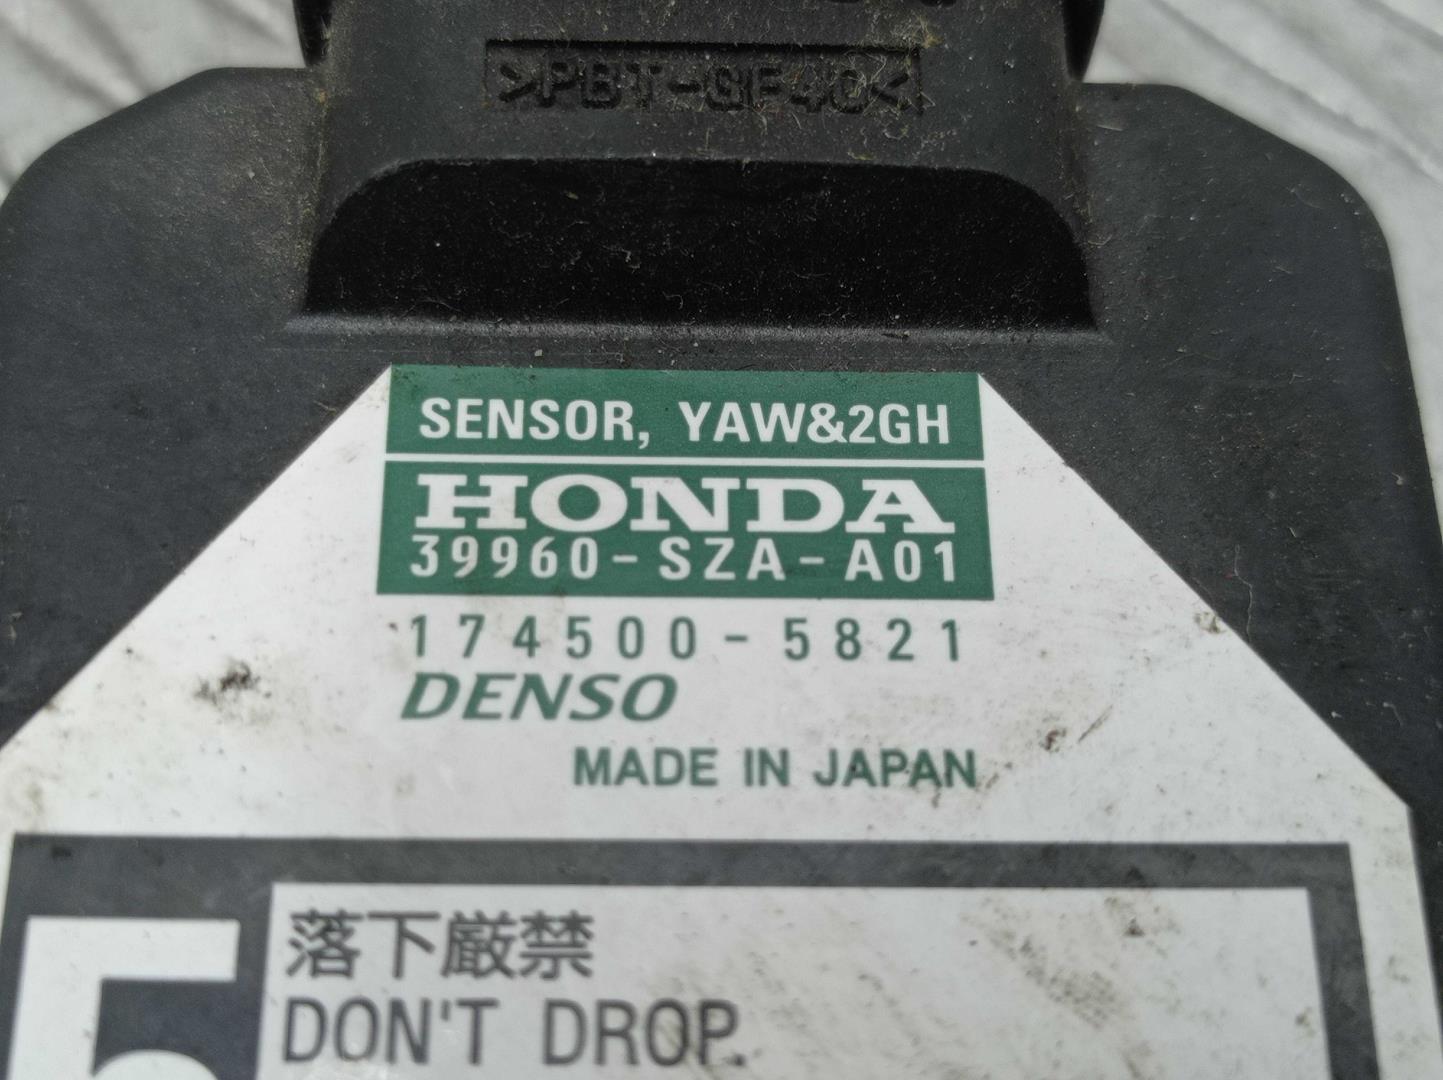 >PBT-GF40<
SENSOR, YAW&2GH
HONDA
39960-SZA-A01
174500-5821
DENSO
MADE IN JAPAN
5
落下厳禁
DON'T DROP.